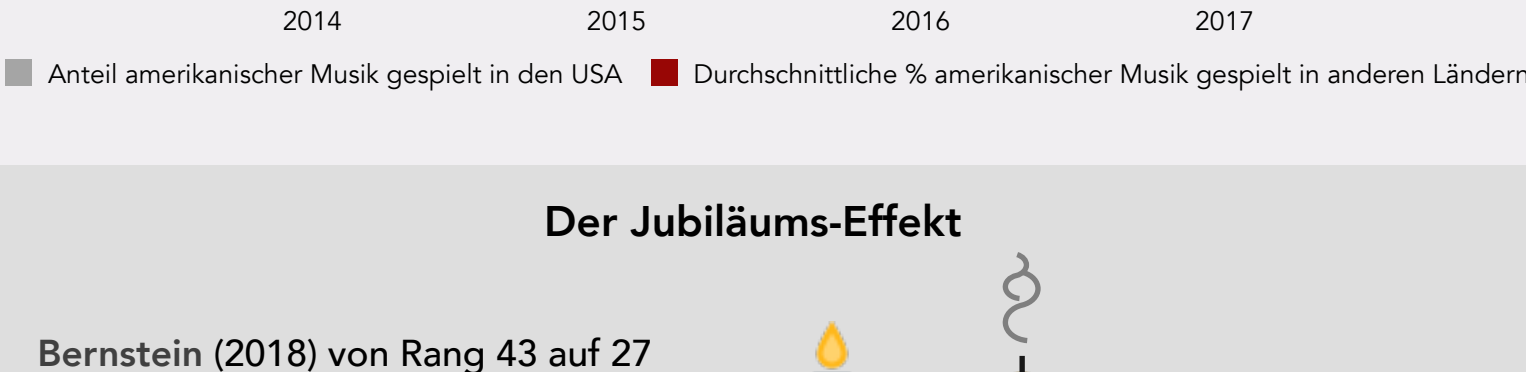 2014 2015 2016 2017
Anteil amerikanischer Musik gespielt in den USA Durchschnittliche % amerikanischer Musik gespielt in anderen Ländern
Der Jubiläums-Effekt
Bernstein (2018) von Rang 43 auf 27